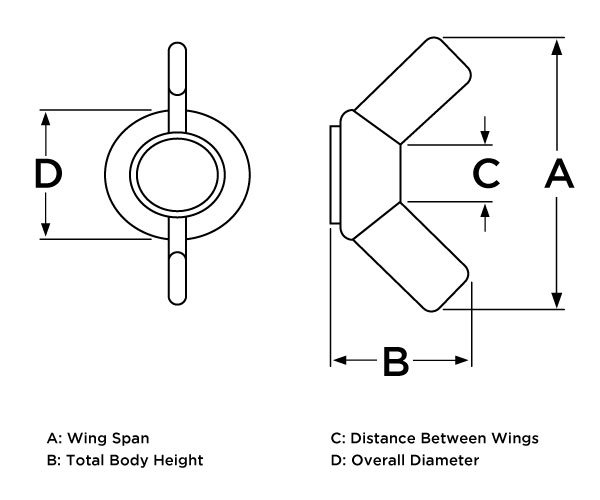 D
C
A
B
A: Wing Span
B: Total Body Height
C: Distance Between Wings
D: Overall Diameter